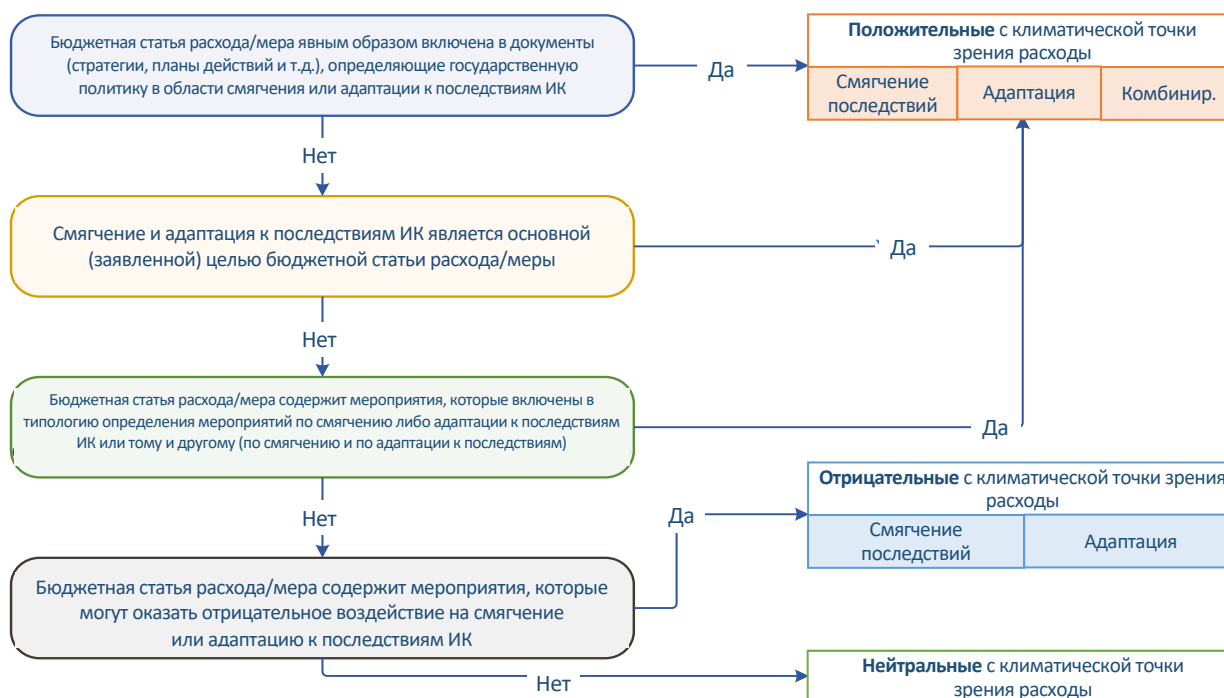 Бюджетная статья расхода/мера явным образом включена в документы
(стратегии, планы действий и т.д.), определяющие государственную
политику в области смягчения или адаптации к последствиям ИК
Да
Положительные с климатической точки
зрения расходы
Смягчение
последствий
Адаптация
Комбинир.
Нет
Смягчение и адаптация к последствиям ИК является основной
(заявленной) целью бюджетной статьи расхода/меры
Да
Нет
Бюджетная статья расхода/мера содержит мероприятия, которые включены в
типологию определения мероприятий по смягчению либо адаптации к последствиям
ИК или тому и другому (по смягчению и по адаптации к последствиям)
Да
Нет
Отрицательные с климатической точки зрения
расходы
Смягчение
последствий
Адаптация
Да
Бюджетная статья расхода/мера содержит мероприятия, которые
могут оказать отрицательное воздействие на смягчение
или адаптацию к последствиям ИК
Нет
Нейтральные с климатической точки
зрения расходы